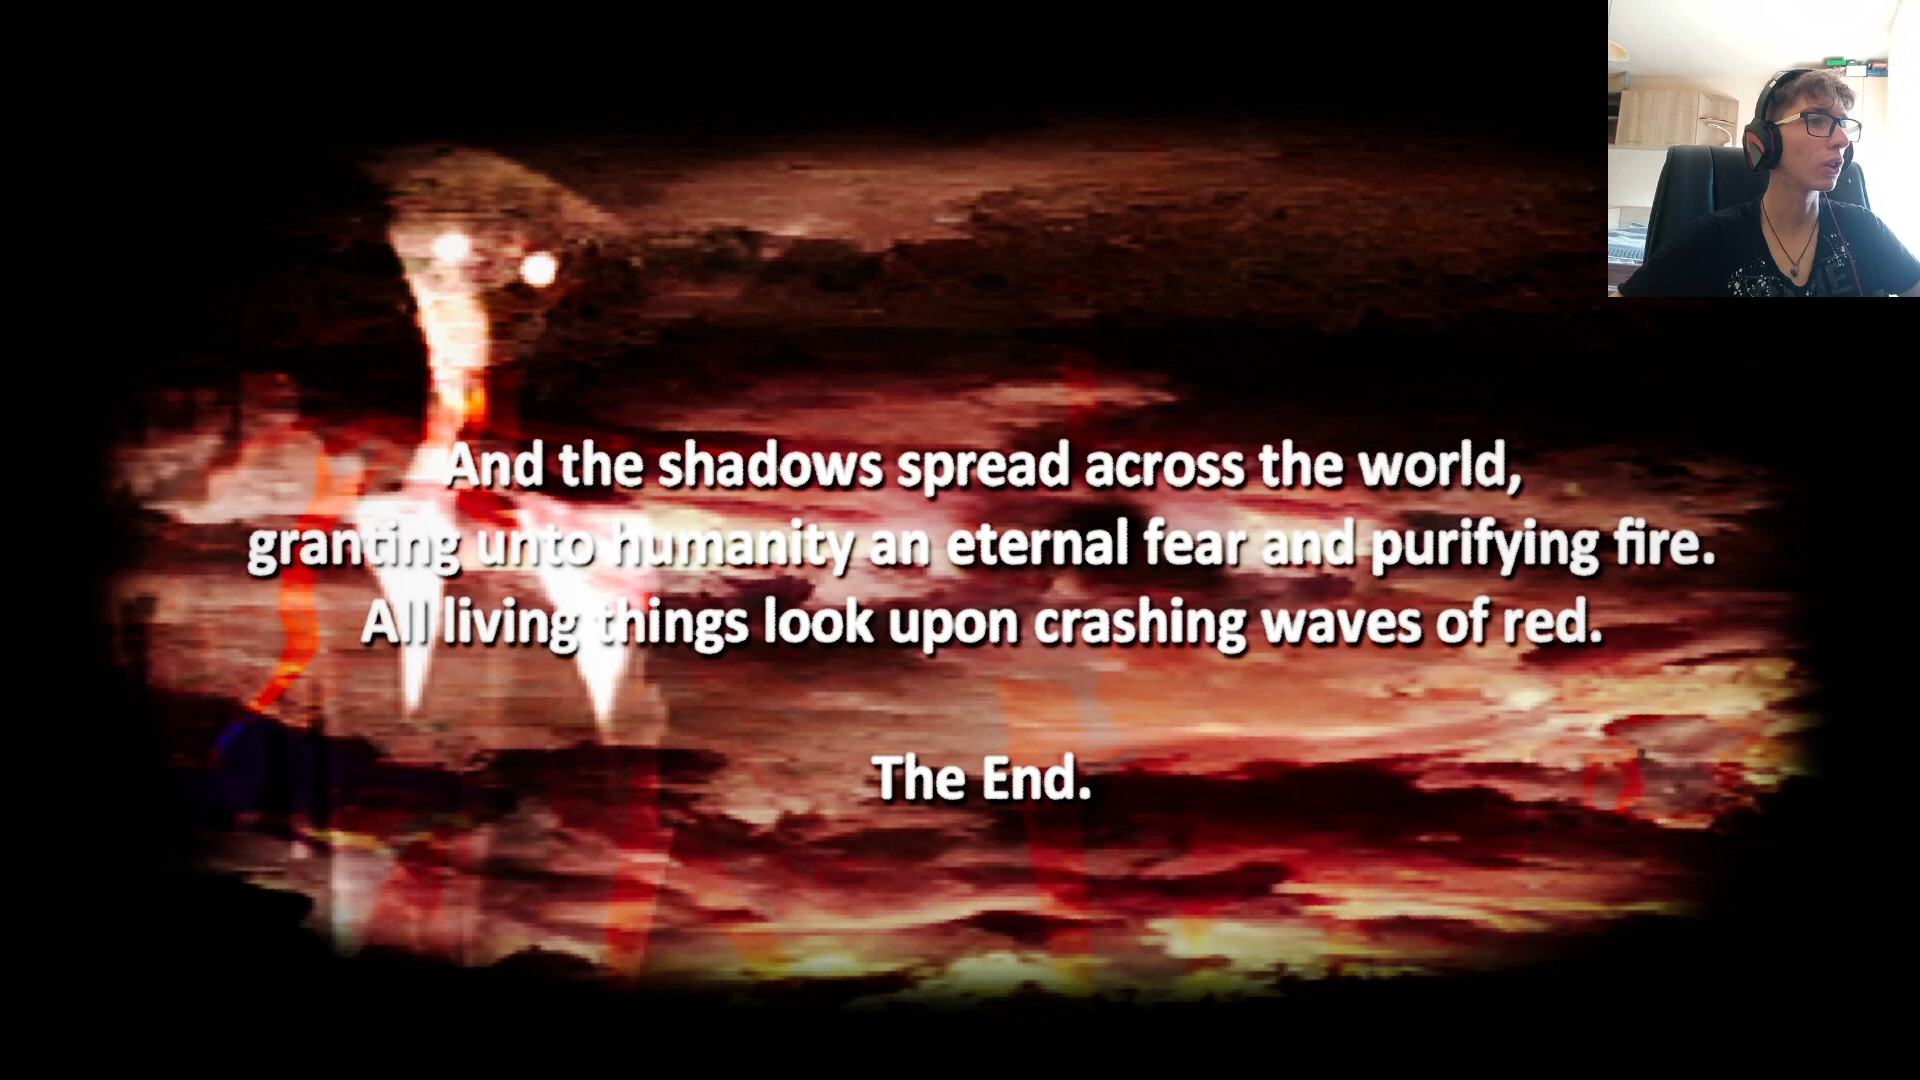 And the shadows spread across the world,
granting unto humanity an eternal fear and purifying fire.
All living things look upon crashing waves of red.
The End.